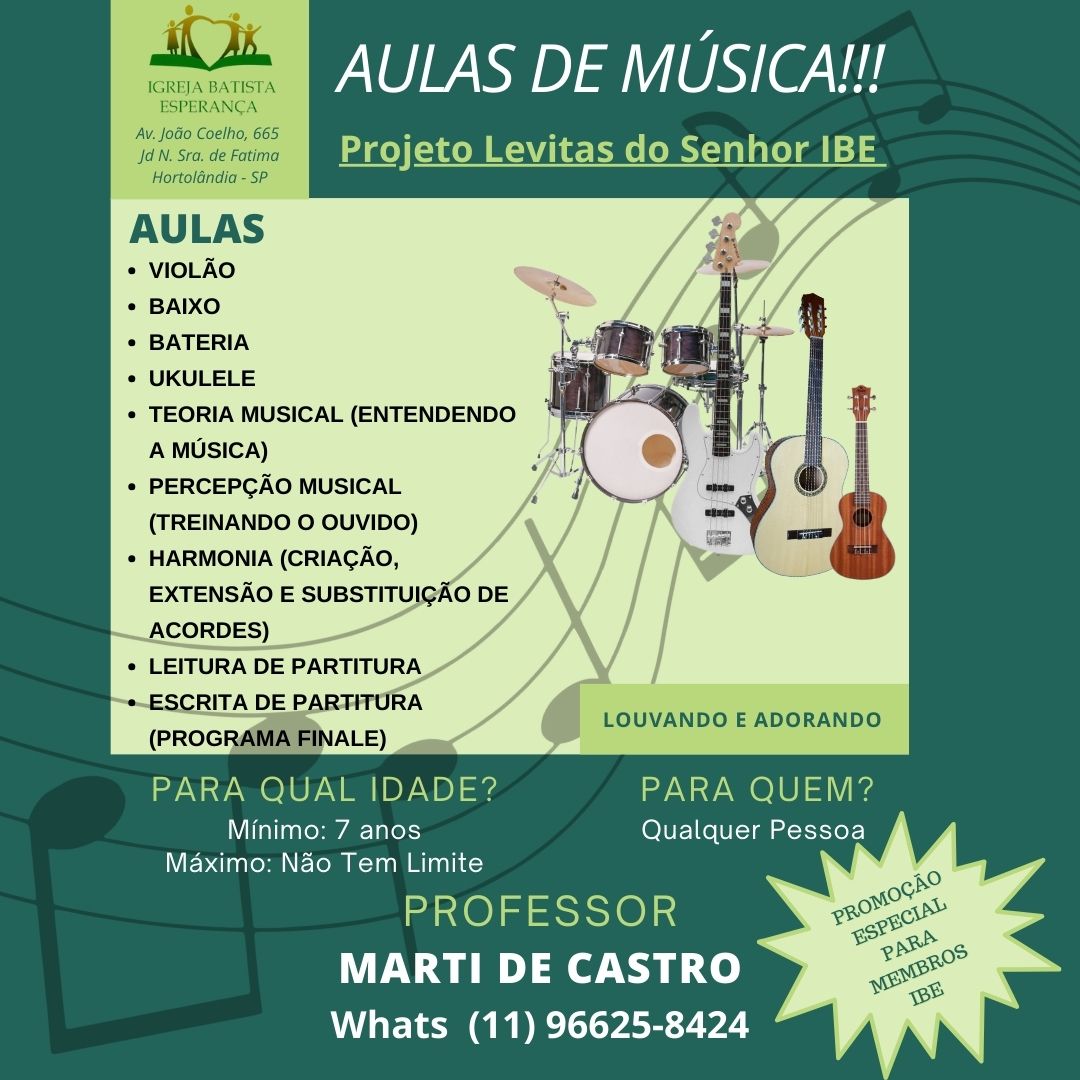 IGREJA BATISTA
ESPERANÇA
Av. João Coelho, 665
Jd N. Sra. de Fatima
Hortolândia - SP
AULAS DE MÚSICA!!!
Projeto Levitas do Senhor IBE
AULAS
• VIOLÃO
• BAIXO
• BATERIA
• UKULELE
• TEORIA MUSICAL (ENTENDENDO
A MÚSICA)
• PERCEPÇÃO MUSICAL
(TREINANDO O OUVIDO)
• HARMONIA (CRIAÇÃO,
EXTENSÃO E SUBSTITUIÇÃO DE
ACORDES)
• LEITURA DE PARTITURA
• ESCRITA DE PARTITURA
(PROGRAMA FINALE)
LOUVANDO E ADORANDO
PARA QUAL IDADE?
Mínimo: 7 anos
Máximo: Não Tem Limite
PARA QUEM?
Qualquer Pessoa
PROFESSOR
MARTI DE CASTRO
Whats (11) 96625-8424
PROMOÇÃO
ESPECIAL
PARA
MEMBROS
IBE